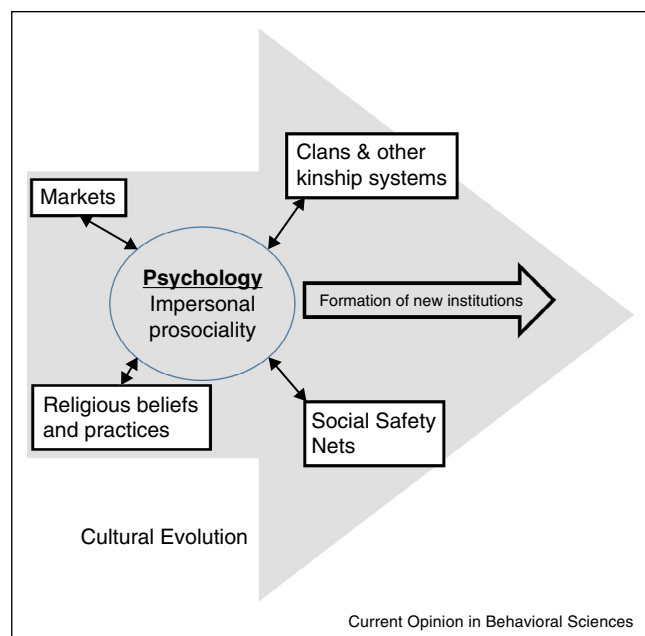 Clans & other
kinship systems
Markets
Psychology
Impersonal
prosociality
Formation of new institutions
Religious beliefs
and practices
Social Safety
Nets
Cultural Evolution
Current Opinion in Behavioral Sciences